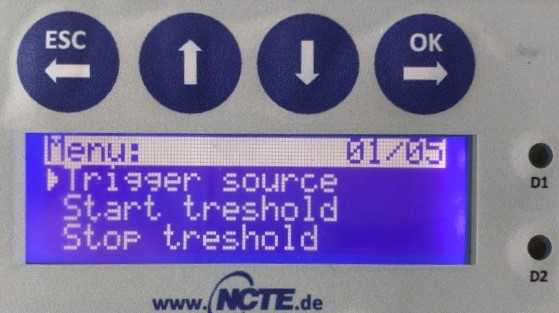 ESC
OK
Menu: 01/05
Trigger source
Start treshold
Stop treshold
D1
D2
www.NCTE.de